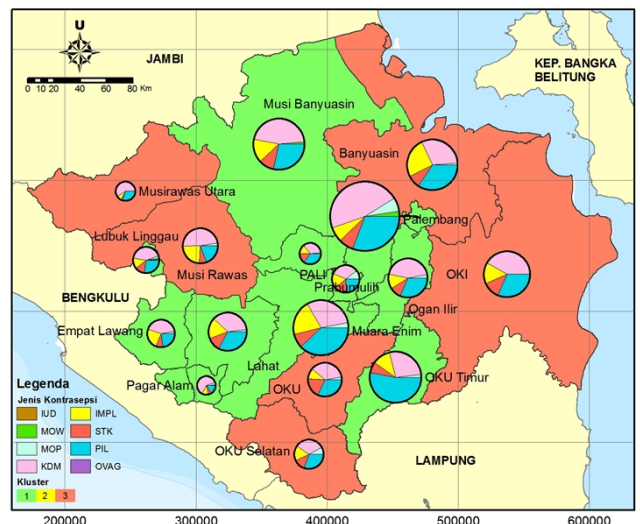 U
JAMBI
KEP. BANGKA
BELITUNG
0 10 20 40 60 80 Km
Musi Banyuasin
Banyuasin
Musirawas Utara
Palembang
Lubuk Linggau
Musi Rawas
PALI
Prabumulih
OKI
BENGKULU
Ogan Ilir
Empat Lawang
Muara Enim
Lahat
Pagar Alam
OKU
OKU Timur
Legenda
Jenis Kontrasepsi
IUD IMPL
MOW STK
MOP PIL
KDM OVAG
Kluster
1 2 3
OKU Selatan
LAMPUNG
200000 300000 400000 500000 600000